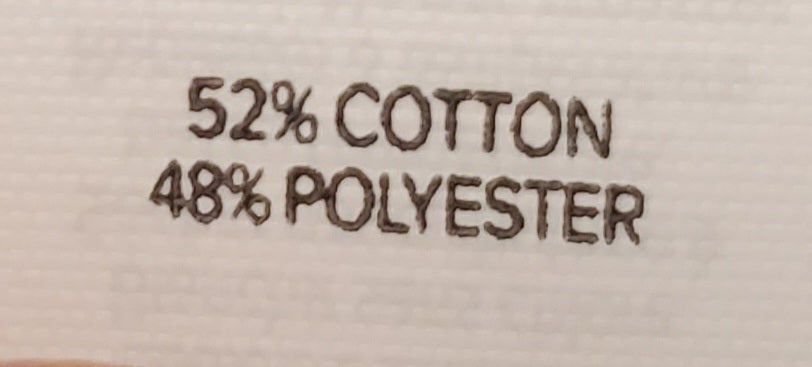 52% COTTON
48% POLYESTER